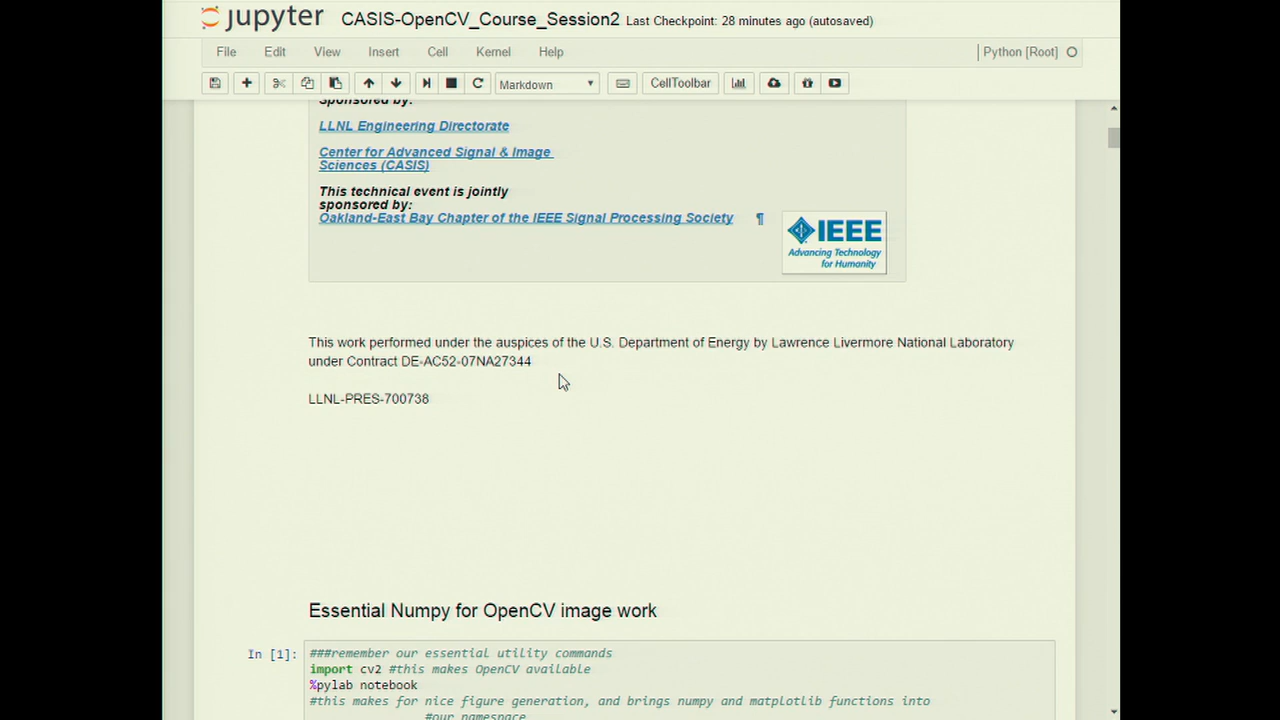 jupyter CASIS-OpenCV_Course_Session2 Last Checkpoint: 28 minutes ago (autosaved)
File Edit View Insert Cell Kernel Help Python [Root]
Markdown CellToolbar
Sponsored by:
LLNL Engineering Directorate
Center for Advanced Signal & Image
Sciences (CASIS)
This technical event is jointly
sponsored by:
Oakland-East Bay Chapter of the IEEE Signal Processing Society ¶
IEEE
Advancing Technology
for Humanity
This work performed under the auspices of the U.S. Department of Energy by Lawrence Livermore National Laboratory
under Contract DE-AC52-07NA27344
LLNL-PRES-700738
Essential Numpy for OpenCV image work
In [1]: ###remember our essential utility commands
import cv2 #this makes OpenCV available
%pylab notebook
#this makes for nice figure generation, and brings numpy and matplotlib functions into
#our namespace